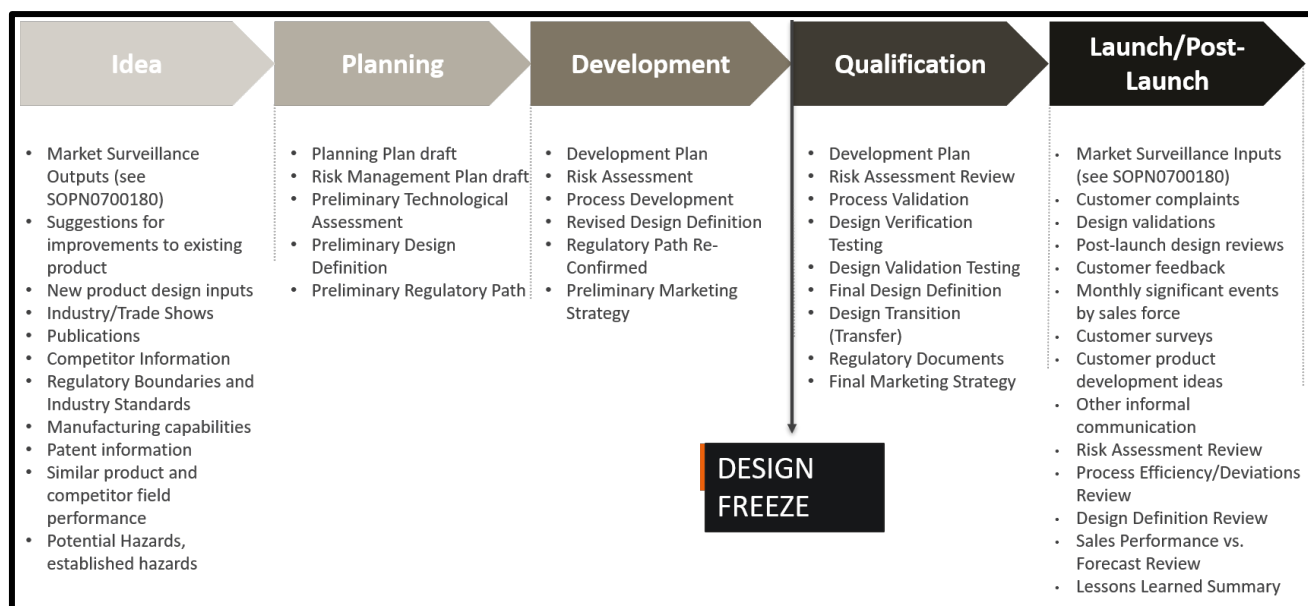 Idea
Planning
Development
Qualification
Launch/Post-
Launch
• Market Surveillance
Outputs (see
SOPN0700180)
• Suggestions for
improvements to existing
product
• New product design inputs
• Industry/Trade Shows
• Publications
• Competitor Information
• Regulatory Boundaries and
Industry Standards
• Manufacturing capabilities
• Patent information
• Similar product and
competitor field
performance
• Potential Hazards,
established hazards
• Planning Plan draft
• Risk Management Plan draft
• Preliminary Technological
Assessment
• Preliminary Design
Definition
• Preliminary Regulatory Path
• Development Plan
• Risk Assessment
• Process Development
• Revised Design Definition
• Regulatory Path Re-
Confirmed
• Preliminary Marketing
Strategy
• Development Plan
• Risk Assessment Review
• Process Validation
• Design Verification
Testing
• Design Validation Testing
• Final Design Definition
• Design Transition
(Transfer)
• Regulatory Documents
• Final Marketing Strategy
DESIGN
FREEZE
• Market Surveillance Inputs
(see SOPN0700180)
• Customer complaints
• Design validations
• Post-launch design reviews
• Customer feedback
• Monthly significant events
by sales force
• Customer surveys
• Customer product
development ideas
• Other informal
communication
• Risk Assessment Review
• Process Efficiency/Deviations
Review
• Design Definition Review
• Sales Performance vs.
Forecast Review
• Lessons Learned Summary